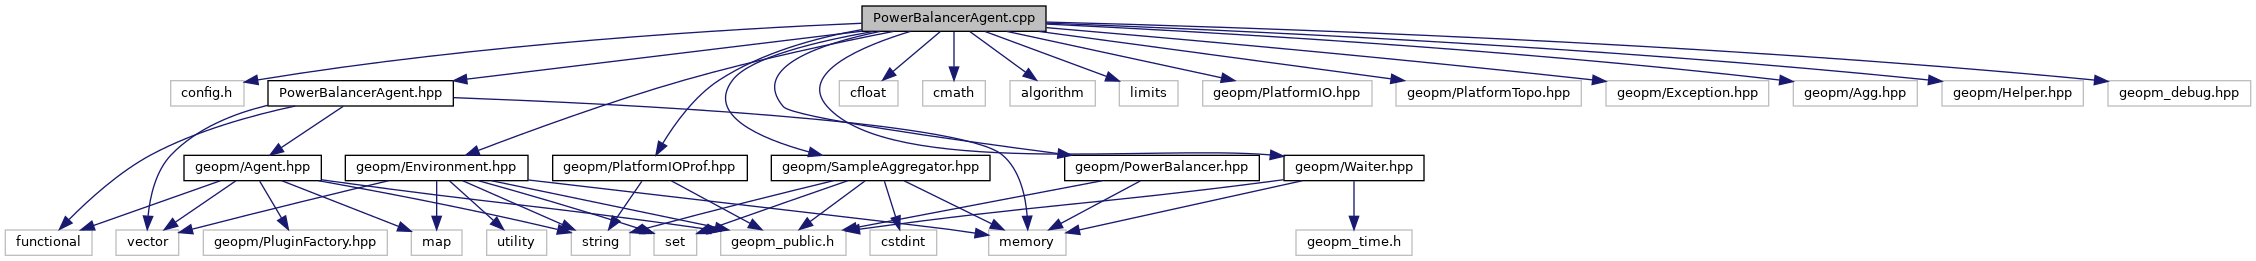 PowerBalancerAgent.cpp
config.h
PowerBalancerAgent.hpp
cfloat
cmath
algorithm
limits
geopm/PlatformIO.hpp
geopm/PlatformTopo.hpp
geopm/Exception.hpp
geopm/Agg.hpp
geopm/Helper.hpp
geopm_debug.hpp
geopm/Agent.hpp
geopm/Environment.hpp
geopm/PlatformIOProf.hpp
geopm/SampleAggregator.hpp
geopm/PowerBalancer.hpp
geopm/Waiter.hpp
functional
vector
geopm/PluginFactory.hpp
map
utility
string
set
geopm_public.h
cstdint
memory
geopm_time.h